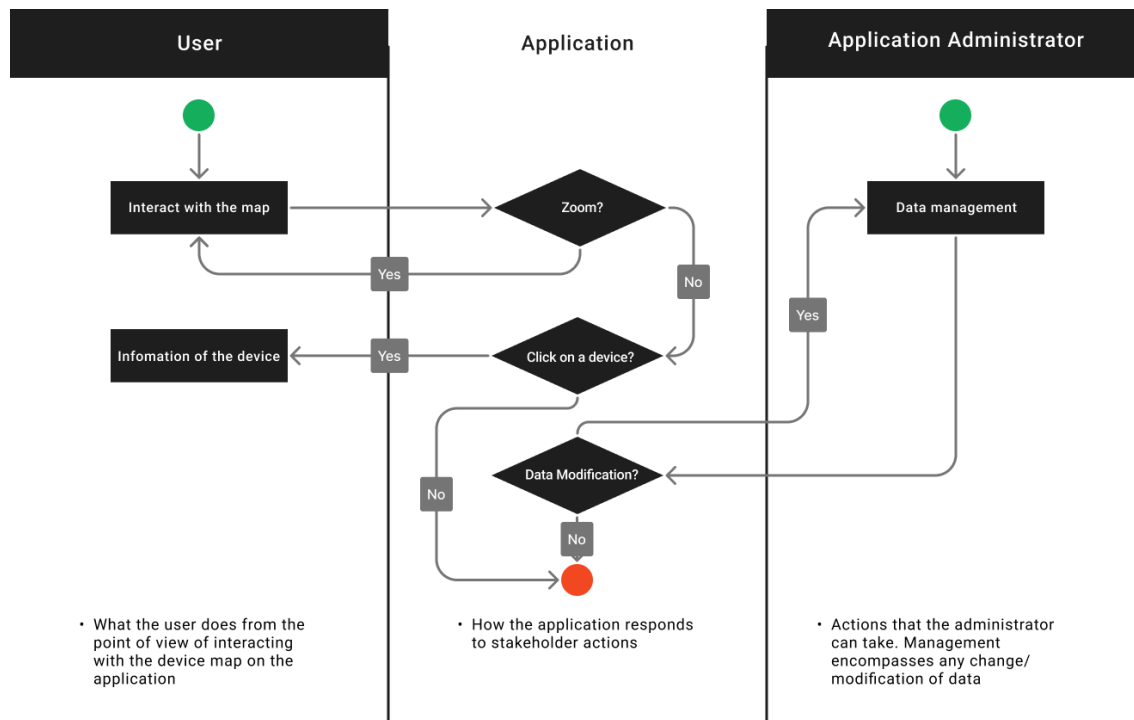 User
Application
Application Administrator
Interact with the map
Zoom?
Data management
Yes
No
Yes
Infomation of the device
Yes
Click on a device?
Data Modification?
No
No
• What the user does from the
point of view of interacting
with the device map on the
application
• How the application responds
to stakeholder actions
• Actions that the administrator
can take. Management
encompasses any change/
modification of data